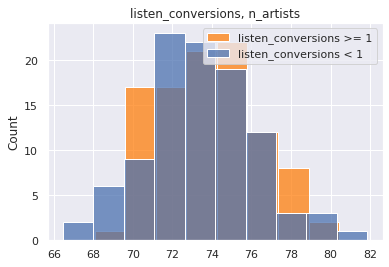 listen_conversions, n_artists
listen_conversions >= 1
listen_conversions < 1
Count
20
15
10
5
0
66 68 70 72 74 76 78 80 82